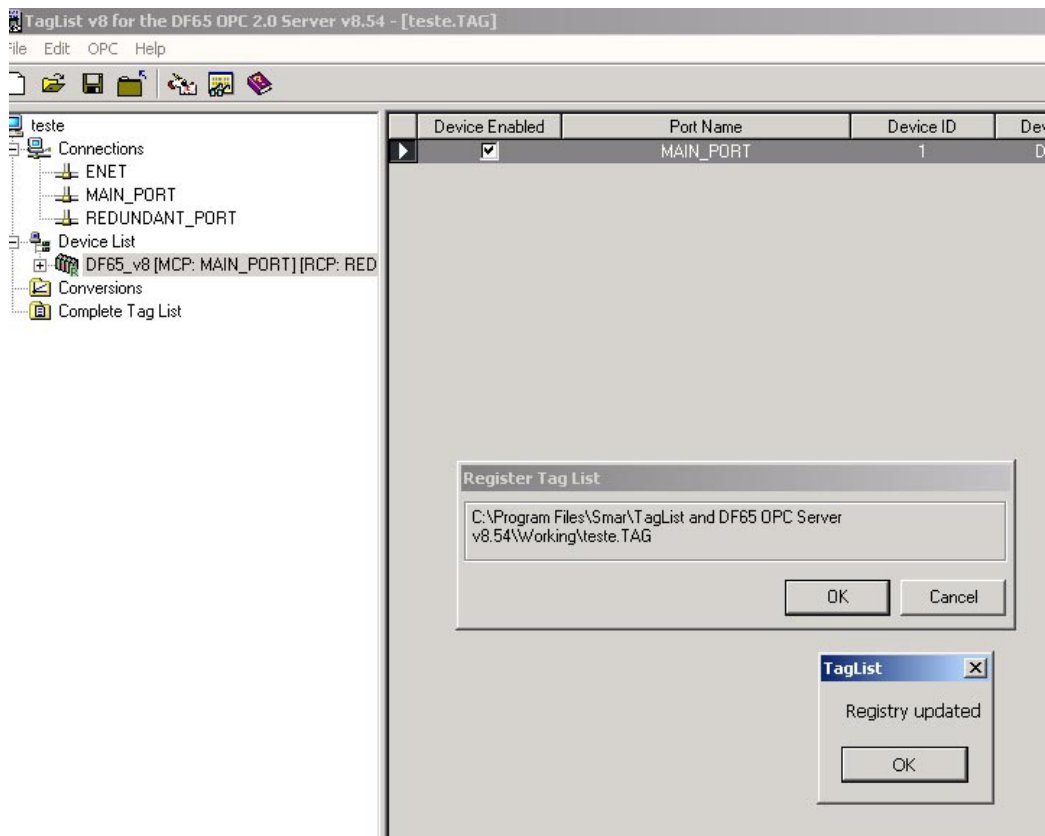 TagList v8 for the DF65 OPC 2.0 Server v8.54 - [teste.TAG]
File Edit OPC Help
teste
Connections
ENET
MAIN_PORT
REDUNDANT_PORT
Device List
DF65_v8 [MCP: MAIN_PORT] [RCP: RED
Conversions
Complete Tag List
Device Enabled Port Name Device ID Dev
MAIN_PORT 1 D
Register Tag List
C:\Program Files\Smar\TagList and DF65 OPC Server
v8.54\Working\teste.TAG
OK Cancel
TagList
Registry updated
OK